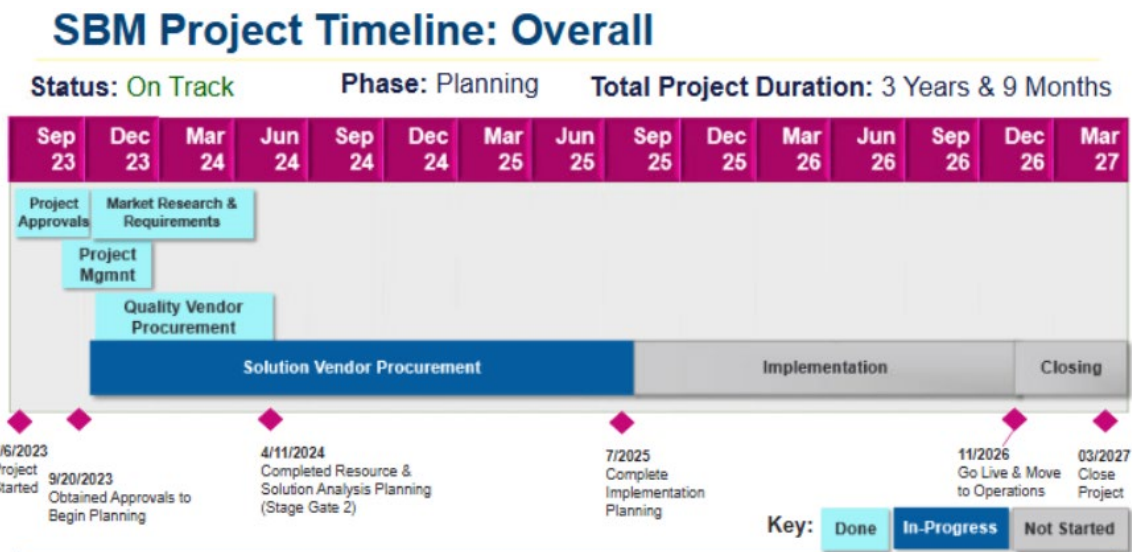 SBM Project Timeline: Overall
Status: On Track Phase: Planning Total Project Duration: 3 Years & 9 Months
Sep Dec Mar Jun Sep Dec Mar Jun Sep Dec Mar Jun Sep Dec Mar
23 23 24 24 24 24 25 25 25 25 26 26 26 26 27
Project
Approvals
Market Research &
Requirements
Project
Mgmnt
Quality Vendor
Procurement
Solution Vendor Procurement
Implementation
Closing
/6/2023
Project
Started
9/20/2023
Obtained Approvals to
Begin Planning
4/11/2024
Completed Resource &
Solution Analysis Planning
(Stage Gate 2)
7/2025
Complete
Implementation
Planning
11/2026
Go Live & Move
to Operations
03/2027
Close
Project
Key: Done In-Progress Not Started